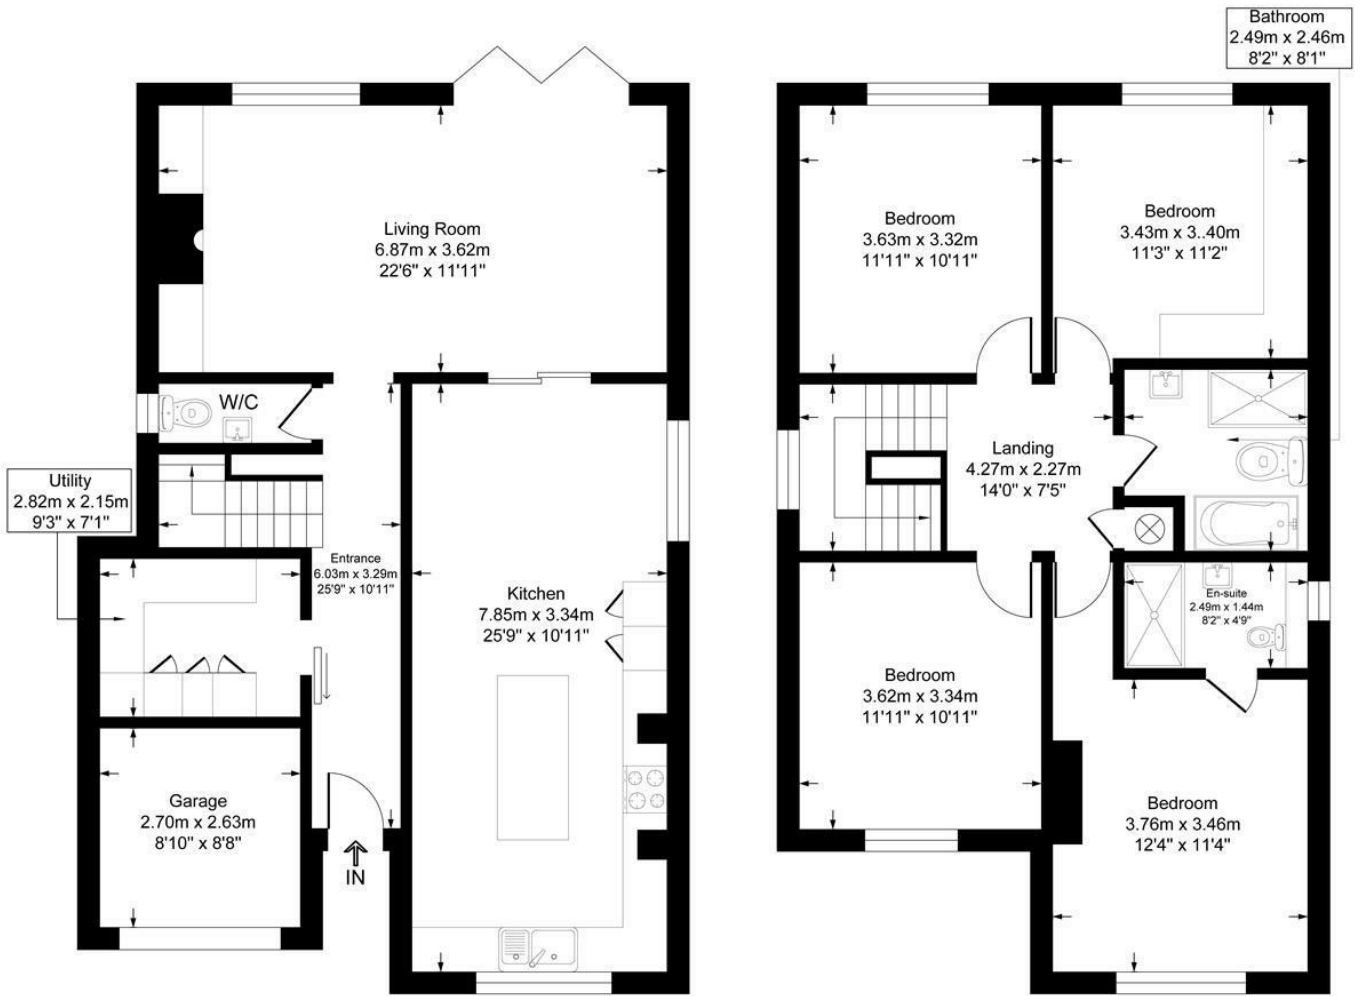 Living Room
6.87m x 3.62m
22'6" x 11'11"
W/C
Utility
2.82m x 2.15m
9'3" x 7'1"
Entrance
6.03m x 3.29m
25'9" x 10'11"
Kitchen
7.85m x 3.34m
25'9" x 10'11"
Garage
2.70m x 2.63m
8'10" x 8'8"
IN
Bathroom
2.49m x 2.46m
8'2" x 8'1"
Bedroom
3.63m x 3.32m
11'11" x 10'11"
Bedroom
3.43m x 3..40m
11'3" x 11'2"
Landing
4.27m x 2.27m
14'0" x 7'5"
En-suite
2.49m x 1.44m
8'2" x 4'9"
Bedroom
3.62m x 3.34m
11'11" x 10'11"
Bedroom
3.76m x 3.46m
12'4" x 11'4"